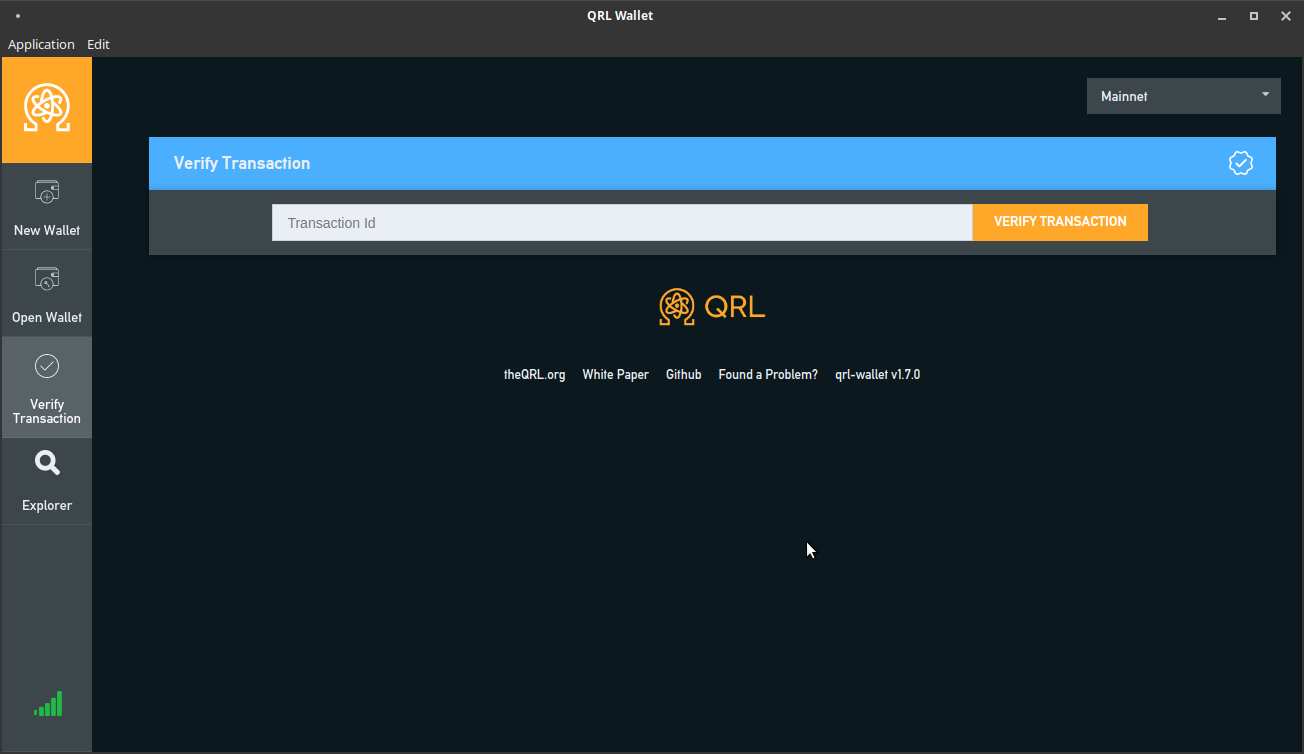 QRL Wallet
Application Edit
Mainnet
Verify Transaction
Transaction Id
VERIFY TRANSACTION
New Wallet
Open Wallet
Verify
Transaction
Explorer
QRL
theQRL.org White Paper Github Found a Problem? qrl-wallet v1.7.0